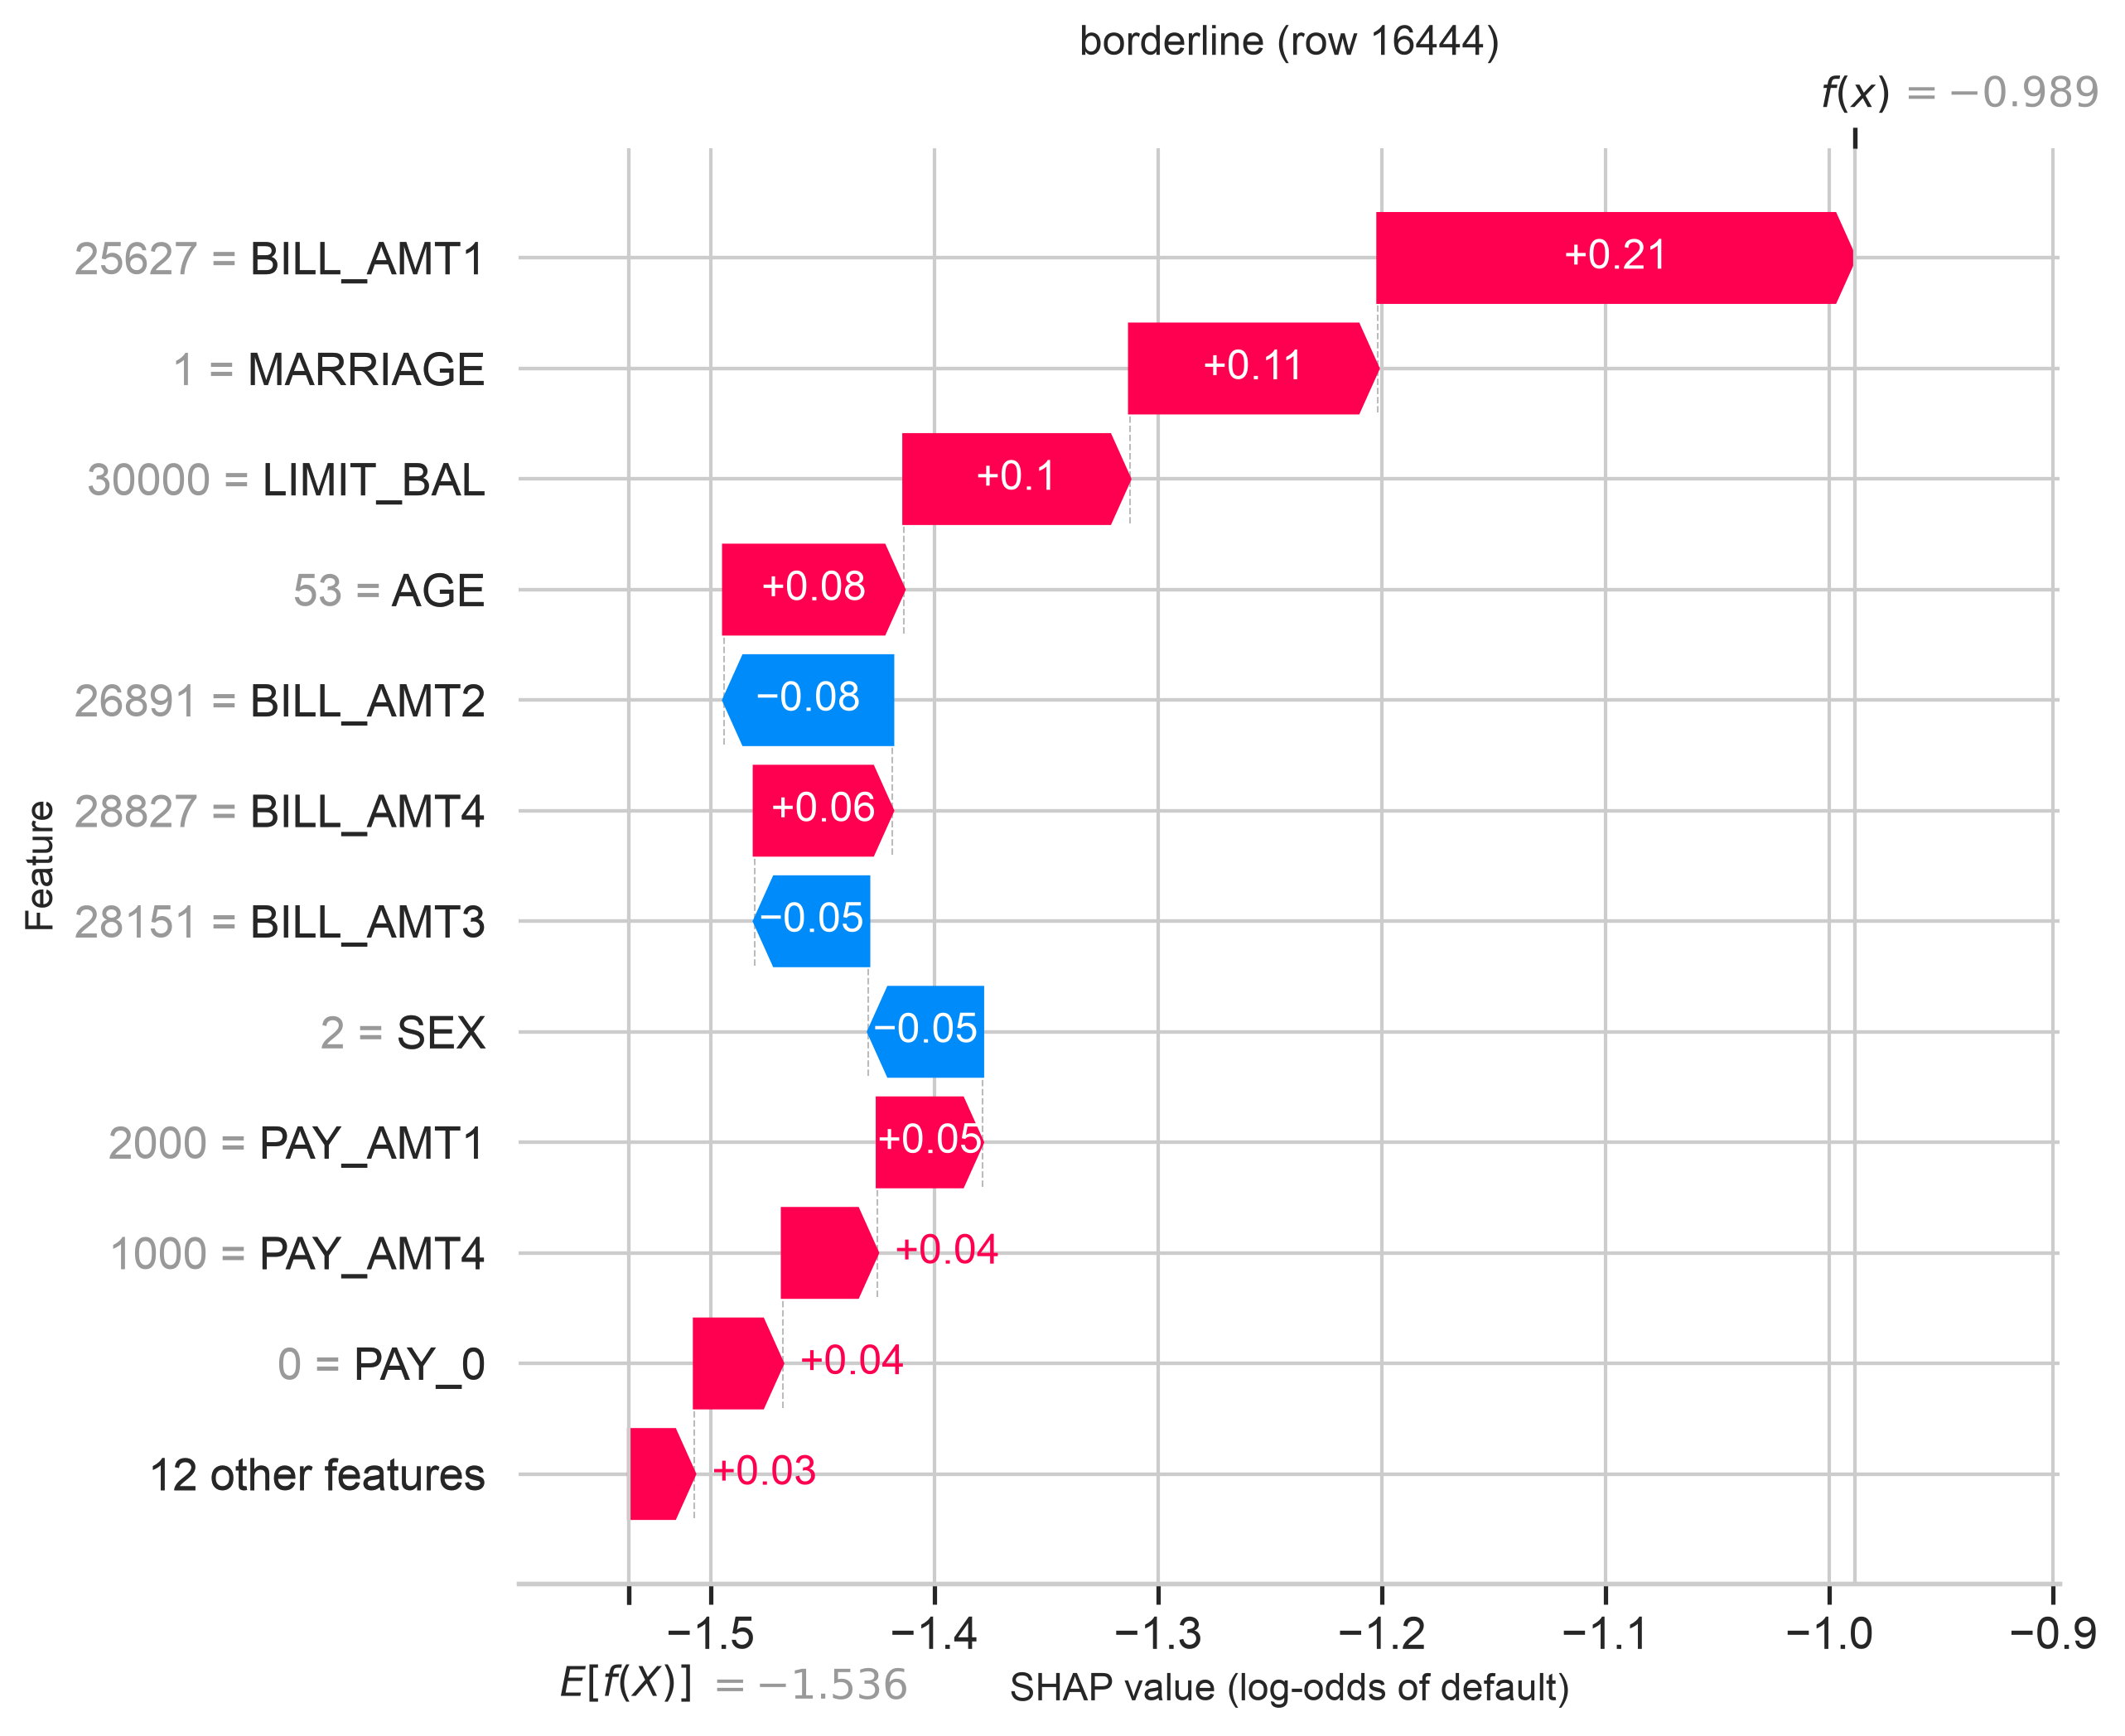 borderline (row 16444)
f(x) = −0.989
25627 = BILL_AMT1
+0.21
1 = MARRIAGE
+0.11
30000 = LIMIT_BAL
+0.1
53 = AGE
+0.08
26891 = BILL_AMT2
−0.08
28827 = BILL_AMT4
+0.06
28151 = BILL_AMT3
−0.05
2 = SEX
−0.05
2000 = PAY_AMT1
+0.05
1000 = PAY_AMT4
+0.04
0 = PAY_0
+0.04
12 other features
+0.03
Feature
−1.5 −1.4 −1.3 −1.2 −1.1 −1.0 −0.9
E[f(X)] = −1.536
SHAP value (log-odds of default)